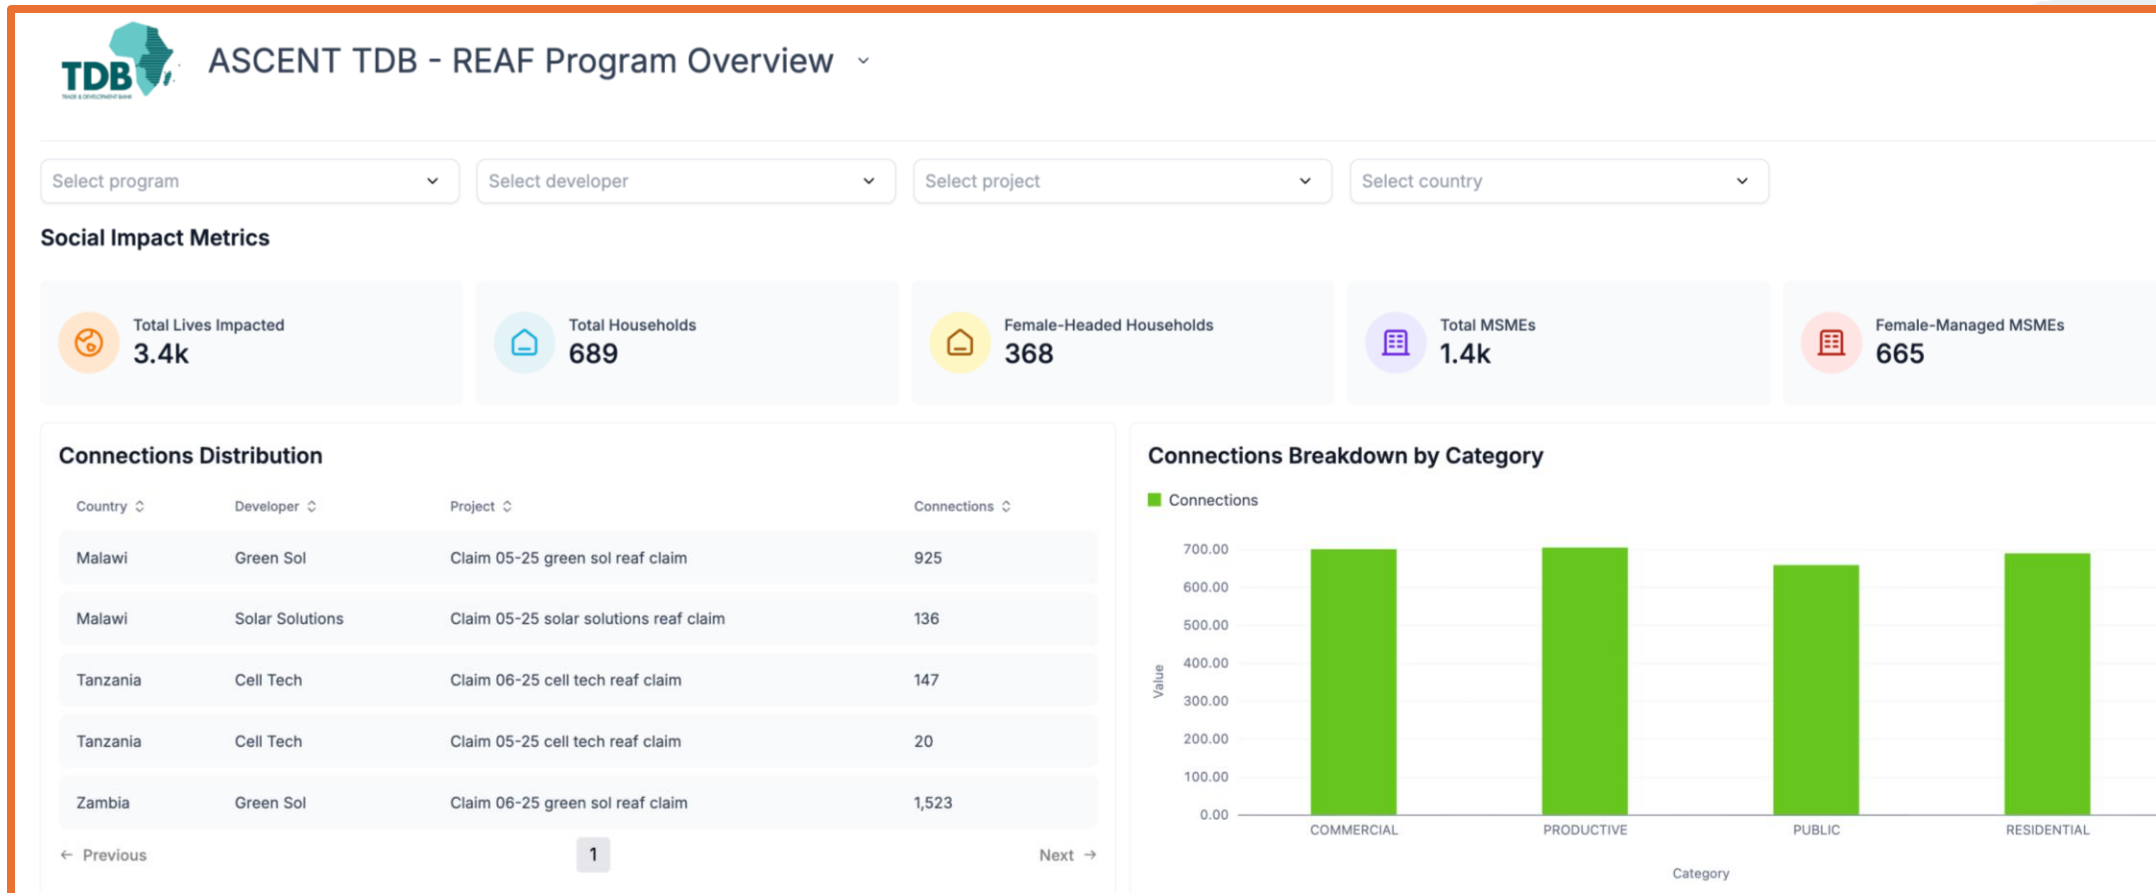 TDB
TRADE & DEVELOPMENT BANK
ASCENT TDB - REAF Program Overview
Select program
Select developer
Select project
Select country
Social Impact Metrics
Total Lives Impacted
3.4k
Total Households
689
Female-Headed Households
368
Total MSMEs
1.4k
Female-Managed MSMEs
665
Connections Distribution
Country Developer Project Connections
Malawi Green Sol Claim 05-25 green sol reaf claim 925
Malawi Solar Solutions Claim 05-25 solar solutions reaf claim 136
Tanzania Cell Tech Claim 06-25 cell tech reaf claim 147
Tanzania Cell Tech Claim 05-25 cell tech reaf claim 20
Zambia Green Sol Claim 06-25 green sol reaf claim 1,523
← Previous 1 Next →
Connections Breakdown by Category
Connections
700.00
600.00
500.00
400.00
300.00
200.00
100.00
0.00
Value
COMMERCIAL PRODUCTIVE PUBLIC RESIDENTIAL
Category